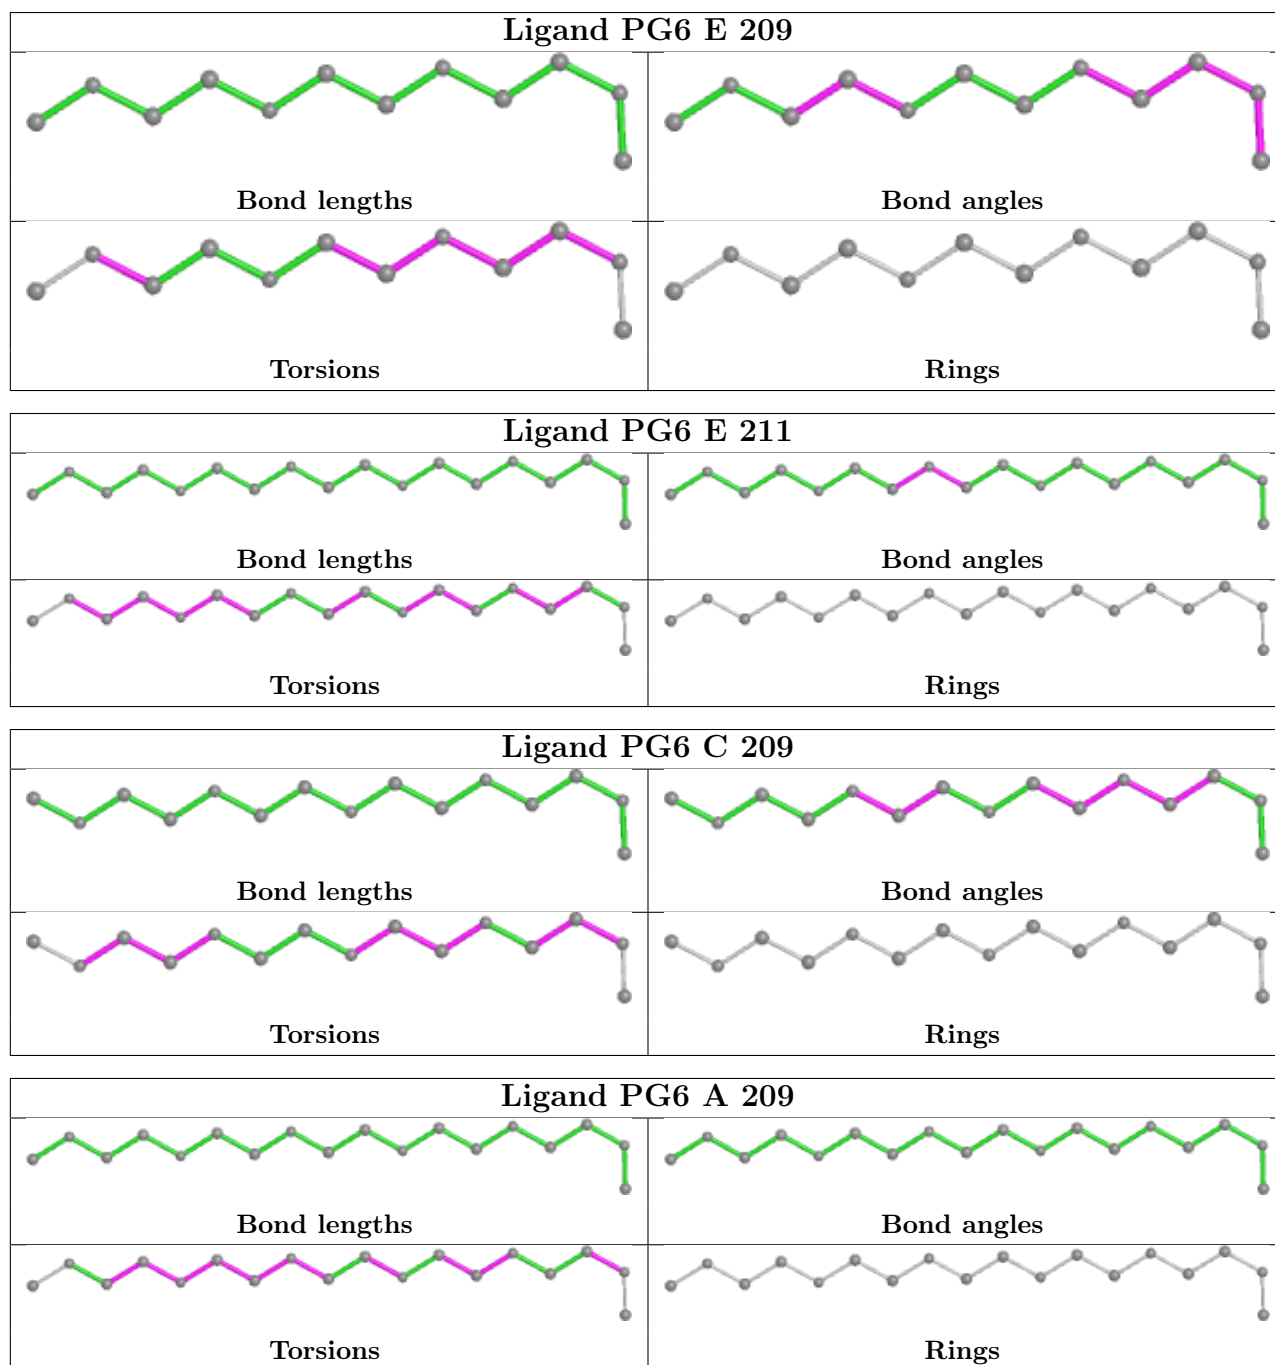 Ligand PG6 E 209
Bond lengths
Bond angles
Torsions
Rings
Ligand PG6 E 211
Bond lengths
Bond angles
Torsions
Rings
Ligand PG6 C 209
Bond lengths
Bond angles
Torsions
Rings
Ligand PG6 A 209
Bond lengths
Bond angles
Torsions
Rings